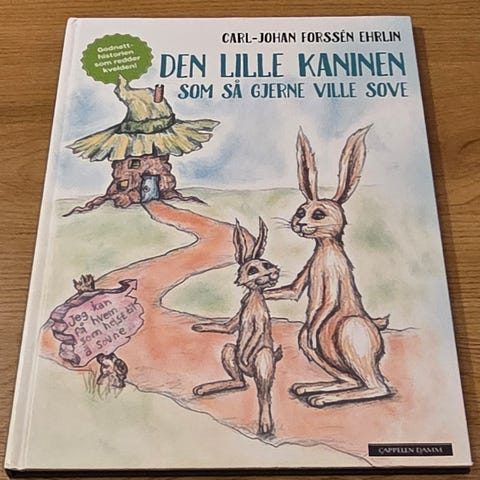 CARL-JOHAN FORSSÉN EHRLIN
Godnatt-
historien
som redder
kvelden!
DEN LILLE KANINEN
SOM SÅ GJERNE VILLE SOVE
Jeg kan
få hvem
som helst til
å sovne...
CAPPELEN DAMM